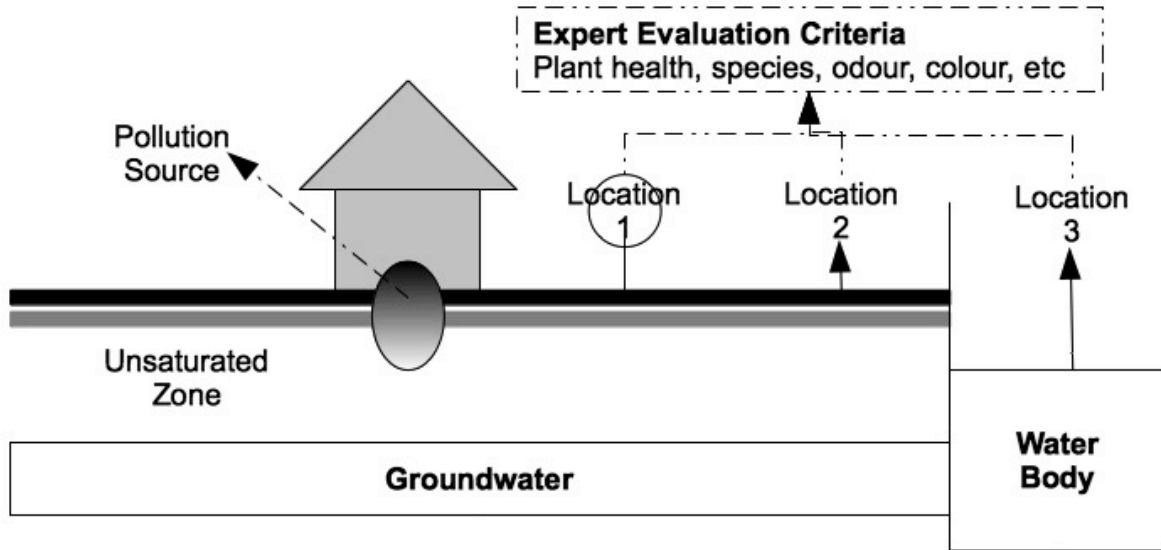 Expert Evaluation Criteria
Plant health, species, odour, colour, etc
Pollution
Source
Location
1
Location
2
Location
3
Unsaturated
Zone
Groundwater
Water
Body